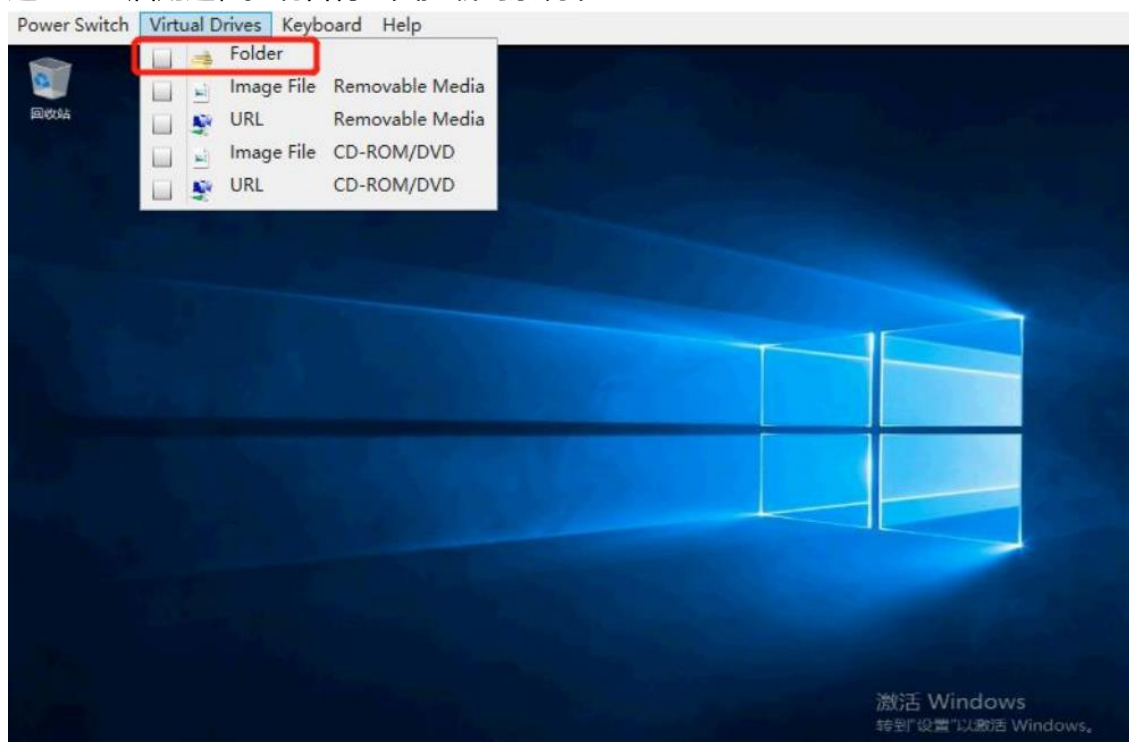 Power Switch Virtual Drives Keyboard Help
Folder
Image File Removable Media
URL Removable Media
Image File CD-ROM/DVD
URL CD-ROM/DVD
回收站
激活 Windows
转到"设置"以激活 Windows。